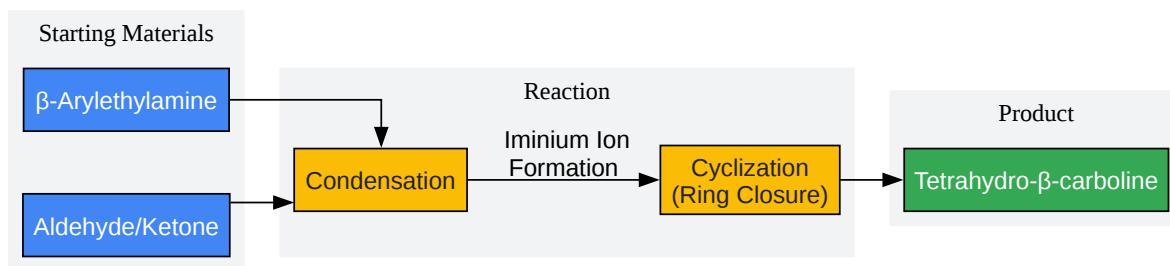 Starting Materials
β-Arylethylamine
Aldehyde/Ketone
Reaction
Condensation
Iminium Ion
Formation
Cyclization
(Ring Closure)
Product
Tetrahydro-β-carboline